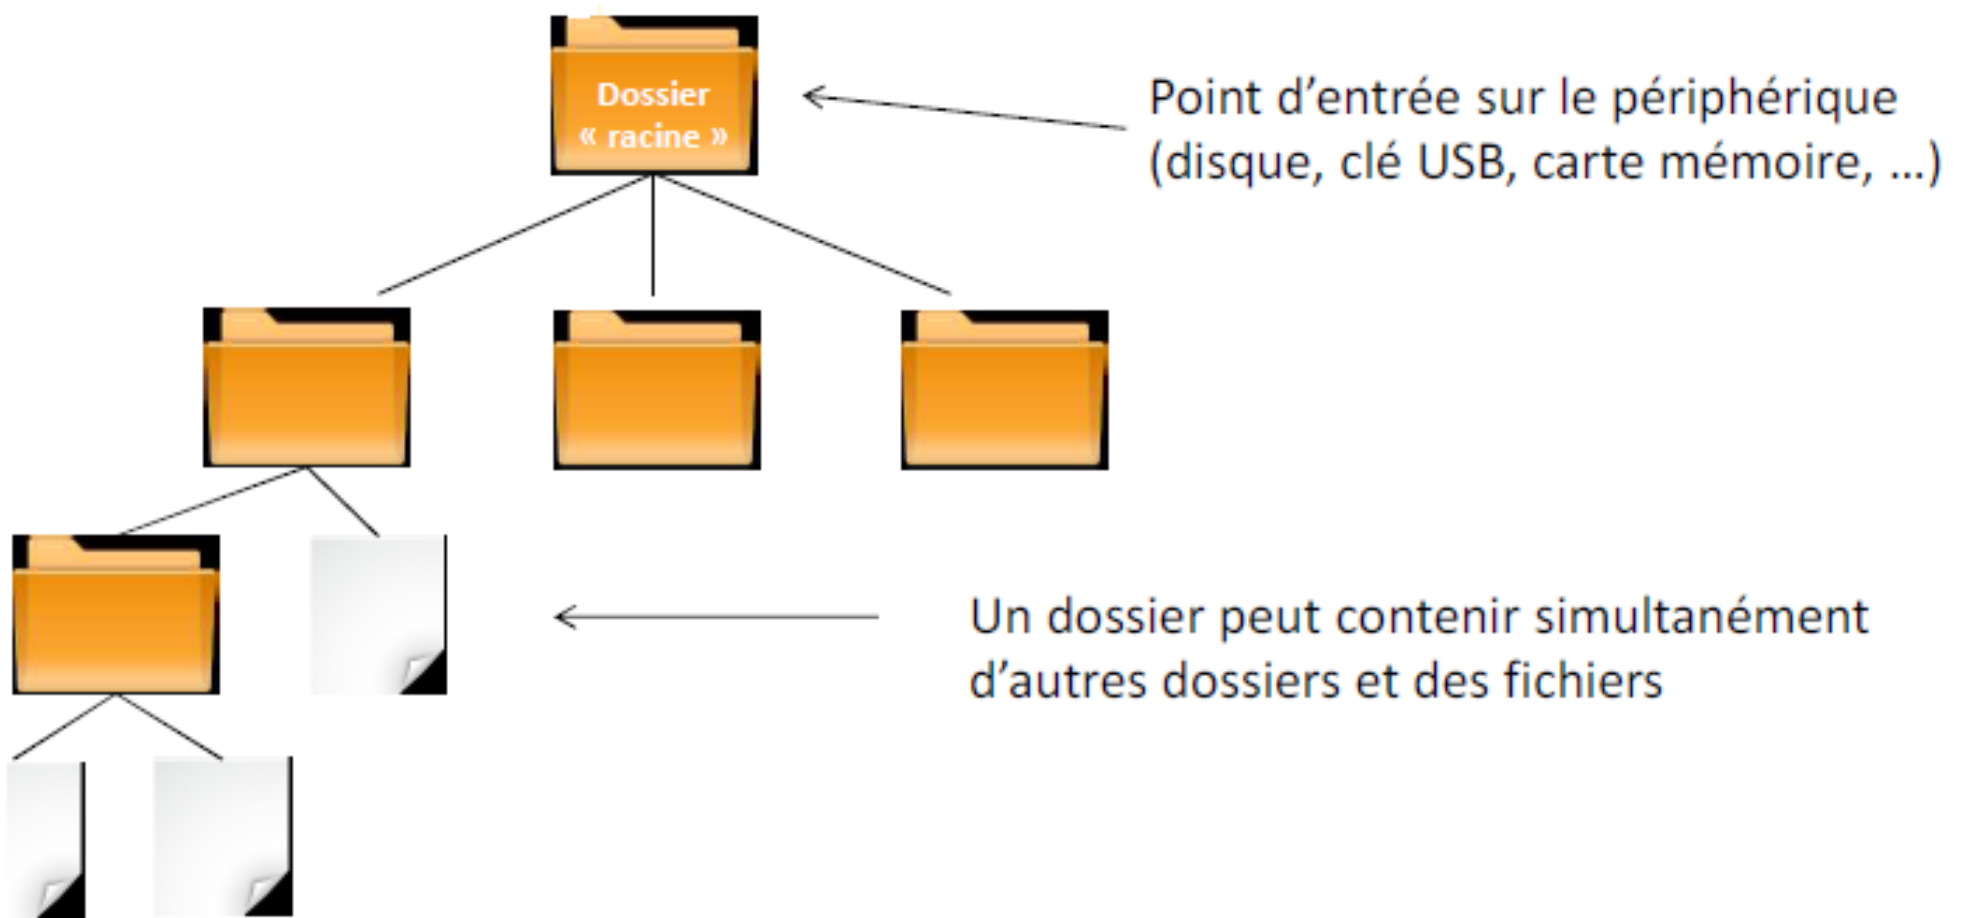 Dossier
« racine »
Point d’entrée sur le périphérique
(disque, clé USB, carte mémoire, ...)
Un dossier peut contenir simultanément
d’autres dossiers et des fichiers